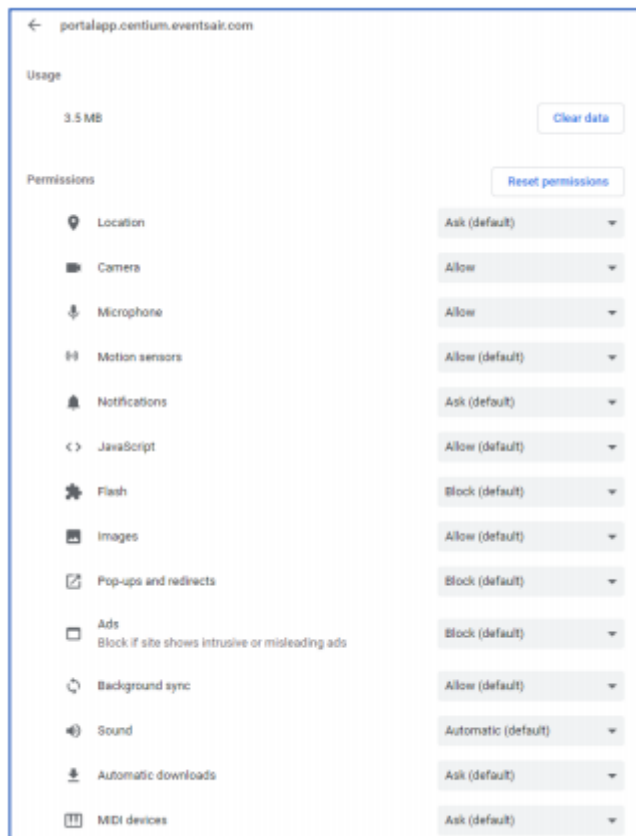 portalapp.centium.eventsair.com
Usage
3.5 MB
Clear data
Permissions
Reset permissions
Location
Ask (default)
Camera
Allow
Microphone
Allow
Motion sensors
Allow (default)
Notifications
Ask (default)
JavaScript
Allow (default)
Flash
Block (default)
Images
Allow (default)
Pop-ups and redirects
Block (default)
Ads
Block if site shows intrusive or misleading ads
Block (default)
Background sync
Allow (default)
Sound
Automatic (default)
Automatic downloads
Ask (default)
MIDI devices
Ask (default)